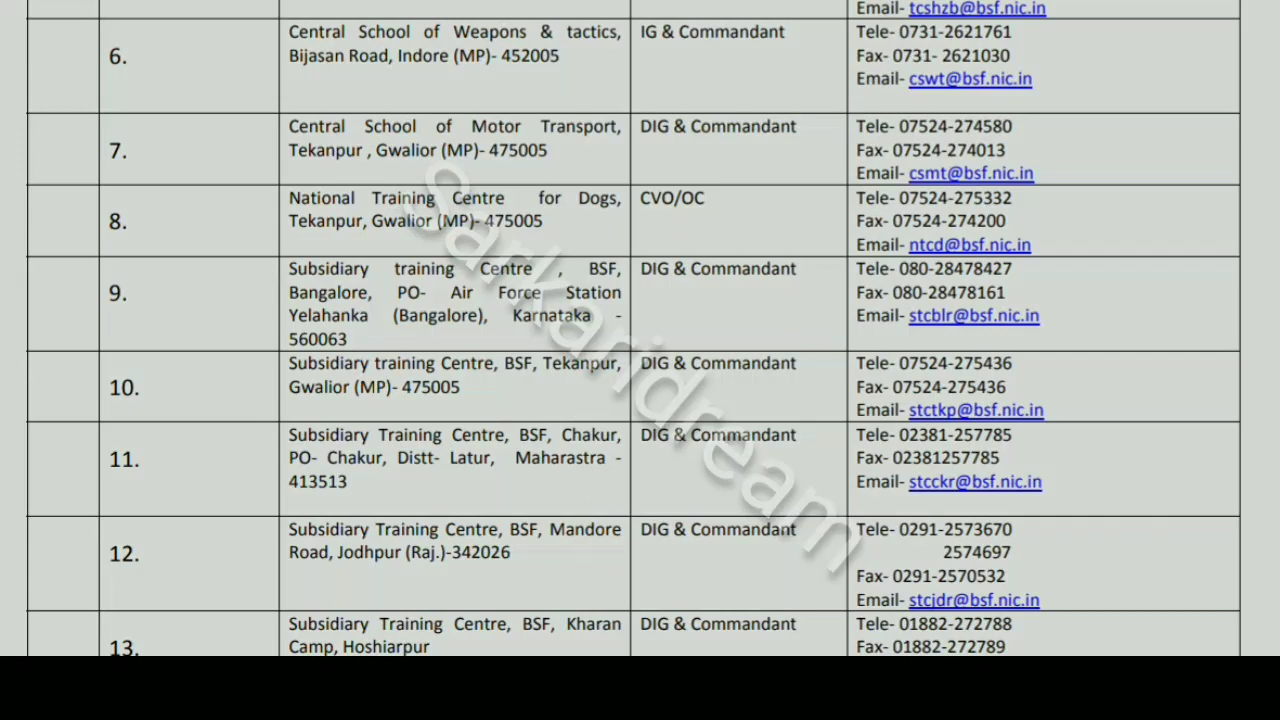 Email- tcshzb@bsf.nic.in
6.
Central School of Weapons & tactics,
Bijasan Road, Indore (MP)- 452005
IG & Commandant
Tele- 0731-2621761
Fax- 0731- 2621030
Email- cswt@bsf.nic.in
7.
Central School of Motor Transport,
Tekanpur , Gwalior (MP)- 475005
DIG & Commandant
Tele- 07524-274580
Fax- 07524-274013
Email- csmt@bsf.nic.in
8.
National Training Centre for Dogs,
Tekanpur, Gwalior (MP)- 475005
CVO/OC
Tele- 07524-275332
Fax- 07524-274200
Email- ntcd@bsf.nic.in
9.
Subsidiary training Centre , BSF,
Bangalore, PO- Air Force Station
Yelahanka (Bangalore), Karnataka -
560063
DIG & Commandant
Tele- 080-28478427
Fax- 080-28478161
Email- stcblr@bsf.nic.in
10.
Subsidiary training Centre, BSF, Tekanpur,
Gwalior (MP)- 475005
DIG & Commandant
Tele- 07524-275436
Fax- 07524-275436
Email- stctkp@bsf.nic.in
11.
Subsidiary Training Centre, BSF, Chakur,
PO- Chakur, Distt- Latur, Maharastra -
413513
DIG & Commandant
Tele- 02381-257785
Fax- 02381257785
Email- stcckr@bsf.nic.in
12.
Subsidiary Training Centre, BSF, Mandore
Road, Jodhpur (Raj.)-342026
DIG & Commandant
Tele- 0291-2573670
2574697
Fax- 0291-2570532
Email- stcjdr@bsf.nic.in
13.
Subsidiary Training Centre, BSF, Kharan
Camp, Hoshiarpur
DIG & Commandant
Tele- 01882-272788
Fax- 01882-272789
sarkaridream